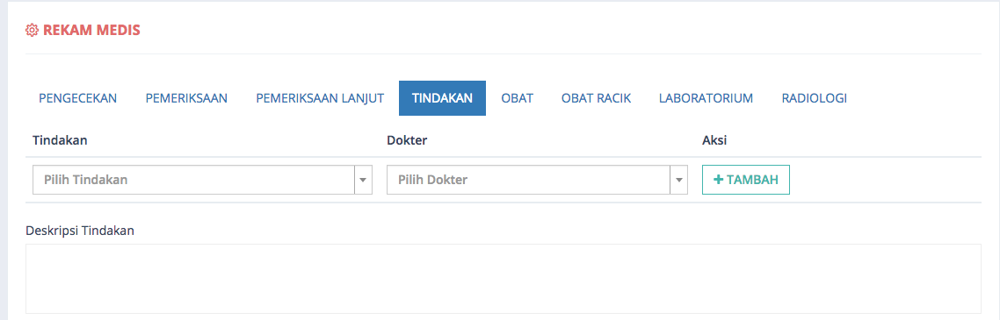 REKAM MEDIS
PENGECEKAN PEMERIKSAAN PEMERIKSAAN LANJUT TINDAKAN OBAT OBAT RACIK LABORATORIUM RADIOLOGI
Tindakan Dokter Aksi
Pilih Tindakan Pilih Dokter + TAMBAH
Deskripsi Tindakan